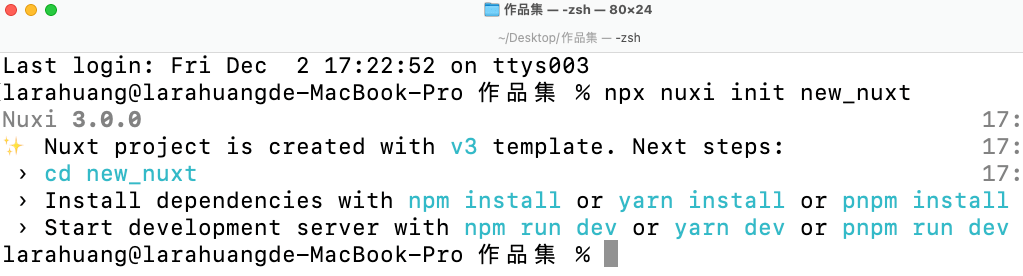 作品集 — -zsh — 80×24
~/Desktop/作品集 — -zsh
Last login: Fri Dec  2 17:22:52 on ttys003
larahuang@larahuangde-MacBook-Pro 作品集 % npx nuxi init new_nuxt
Nuxi 3.0.0 17:
✨ Nuxt project is created with v3 template. Next steps: 17:
› cd new_nuxt 17:
› Install dependencies with npm install or yarn install or pnpm install
› Start development server with npm run dev or yarn dev or pnpm run dev
larahuang@larahuangde-MacBook-Pro 作品集 %